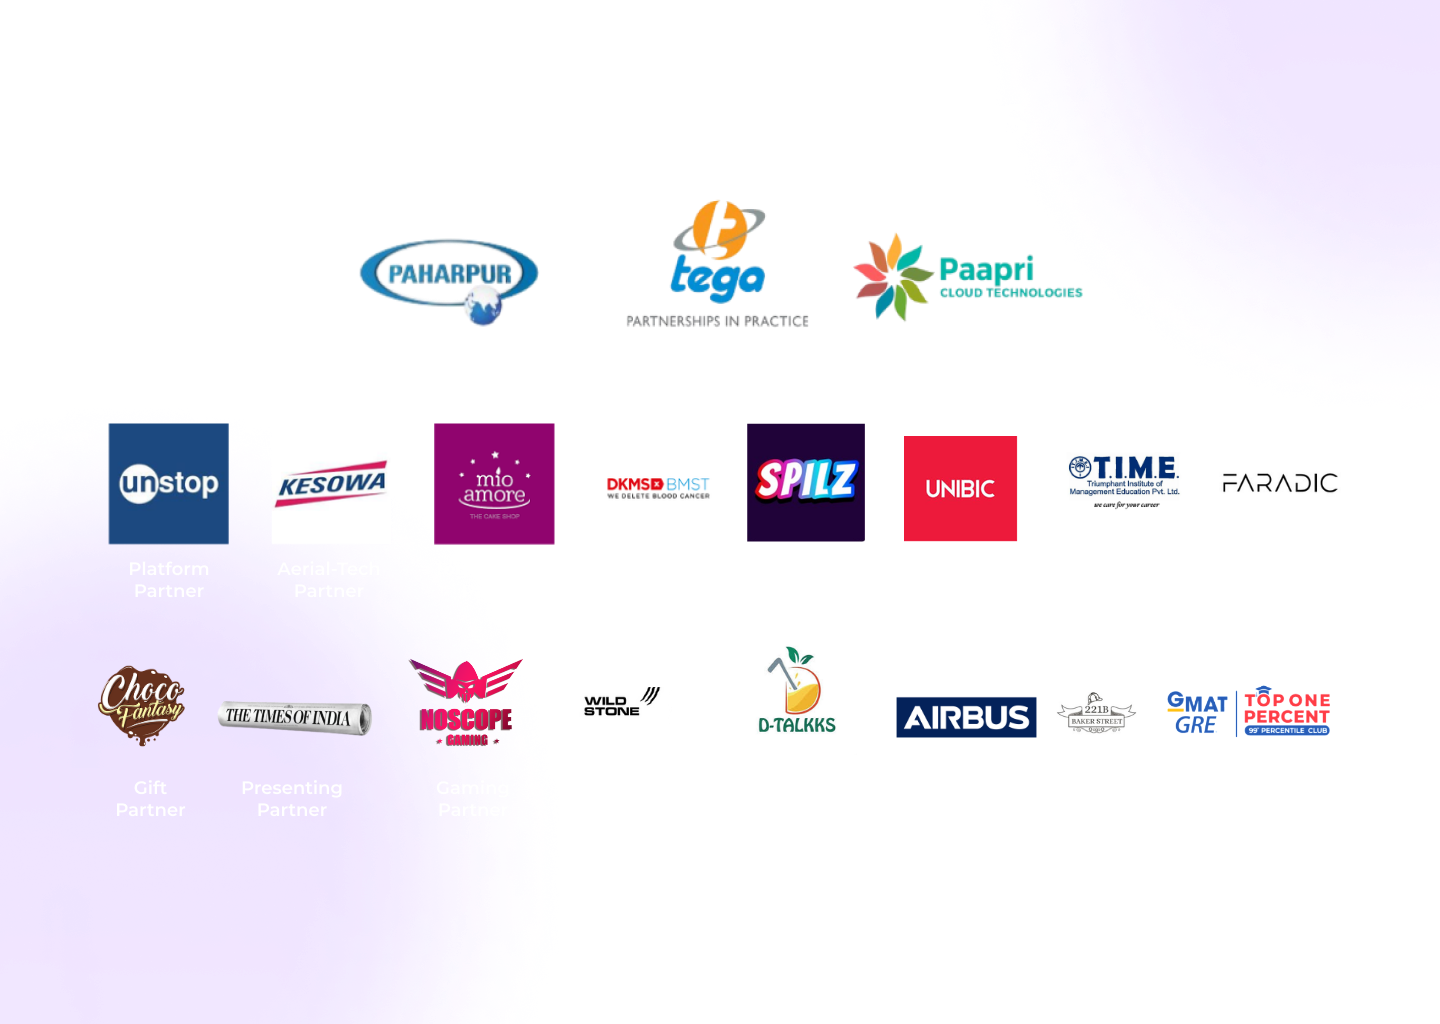 PAHARPUR
tega
PARTNERSHIPS IN PRACTICE
Paapri
CLOUD TECHNOLOGIES
unstop
KESOWA
mio
amore
THE CAKE SHOP
DKMS BMST
WE DELETE BLOOD CANCER
SPILZ
UNIBIC
T.I.M.E.
Triumphant Institute of
Management Education Pvt. Ltd.
we care for your career
FARADIC
Platform
Partner
Aerial-Tech
Partner
Choco
Fantasy
THE TIMES OF INDIA
NOSCOPE
GAMING
WILD
STONE
D-TALKKS
AIRBUS
221B
BAKER STREET
GMAT
GRE
TOP ONE
PERCENT
99+ PERCENTILE CLUB
Gift
Partner
Presenting
Partner
Gaming
Partner